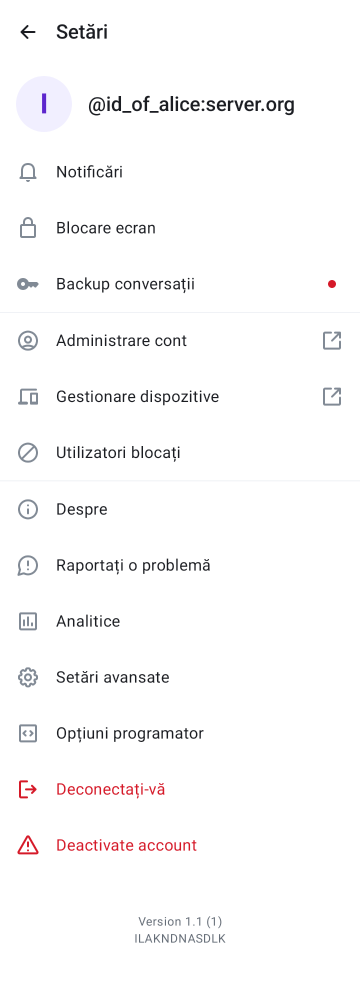 Setări
I
@id_of_alice:server.org
Notificări
Blocare ecran
Backup conversații
Administrare cont
Gestionare dispozitive
Utilizatori blocați
Despre
Raportați o problemă
Analitice
Setări avansate
Opțiuni programator
Deconectați-vă
Deactivate account
Version 1.1 (1)
ILAKNDNASDLK